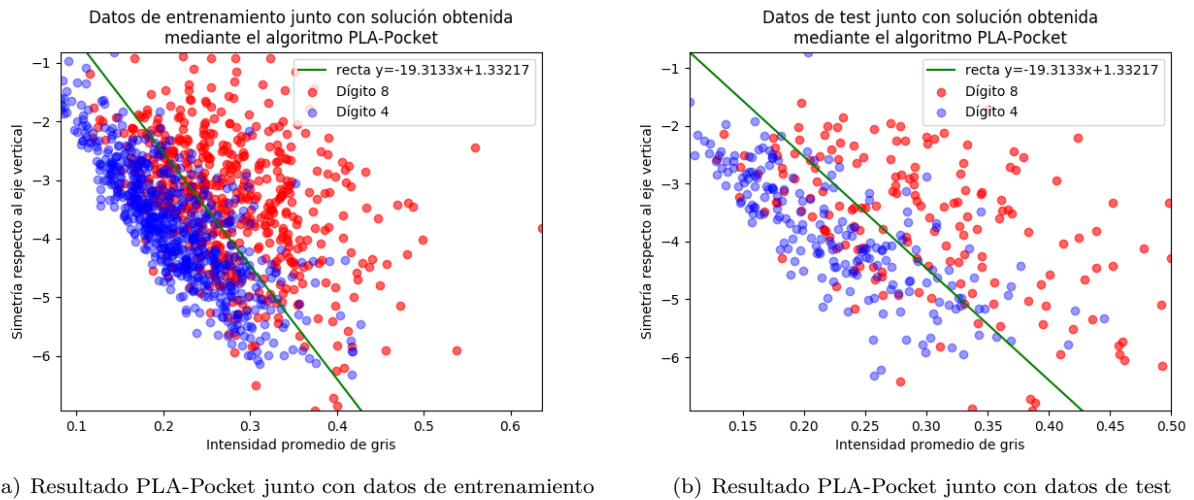 Datos de entrenamiento junto con solución obtenida
mediante el algoritmo PLA-Pocket
recta y=-19.3133x+1.33217
Dígito 8
Dígito 4
Simetría respecto al eje vertical
−1
−2
−3
−4
−5
−6
0.1
0.2
0.3
0.4
0.5
0.6
Intensidad promedio de gris
a) Resultado PLA-Pocket junto con datos de entrenamiento
Datos de test junto con solución obtenida
mediante el algoritmo PLA-Pocket
recta y=-19.3133x+1.33217
Dígito 8
Dígito 4
Simetría respecto al eje vertical
−1
−2
−3
−4
−5
−6
0.15
0.20
0.25
0.30
0.35
0.40
0.45
0.50
Intensidad promedio de gris
(b) Resultado PLA-Pocket junto con datos de test